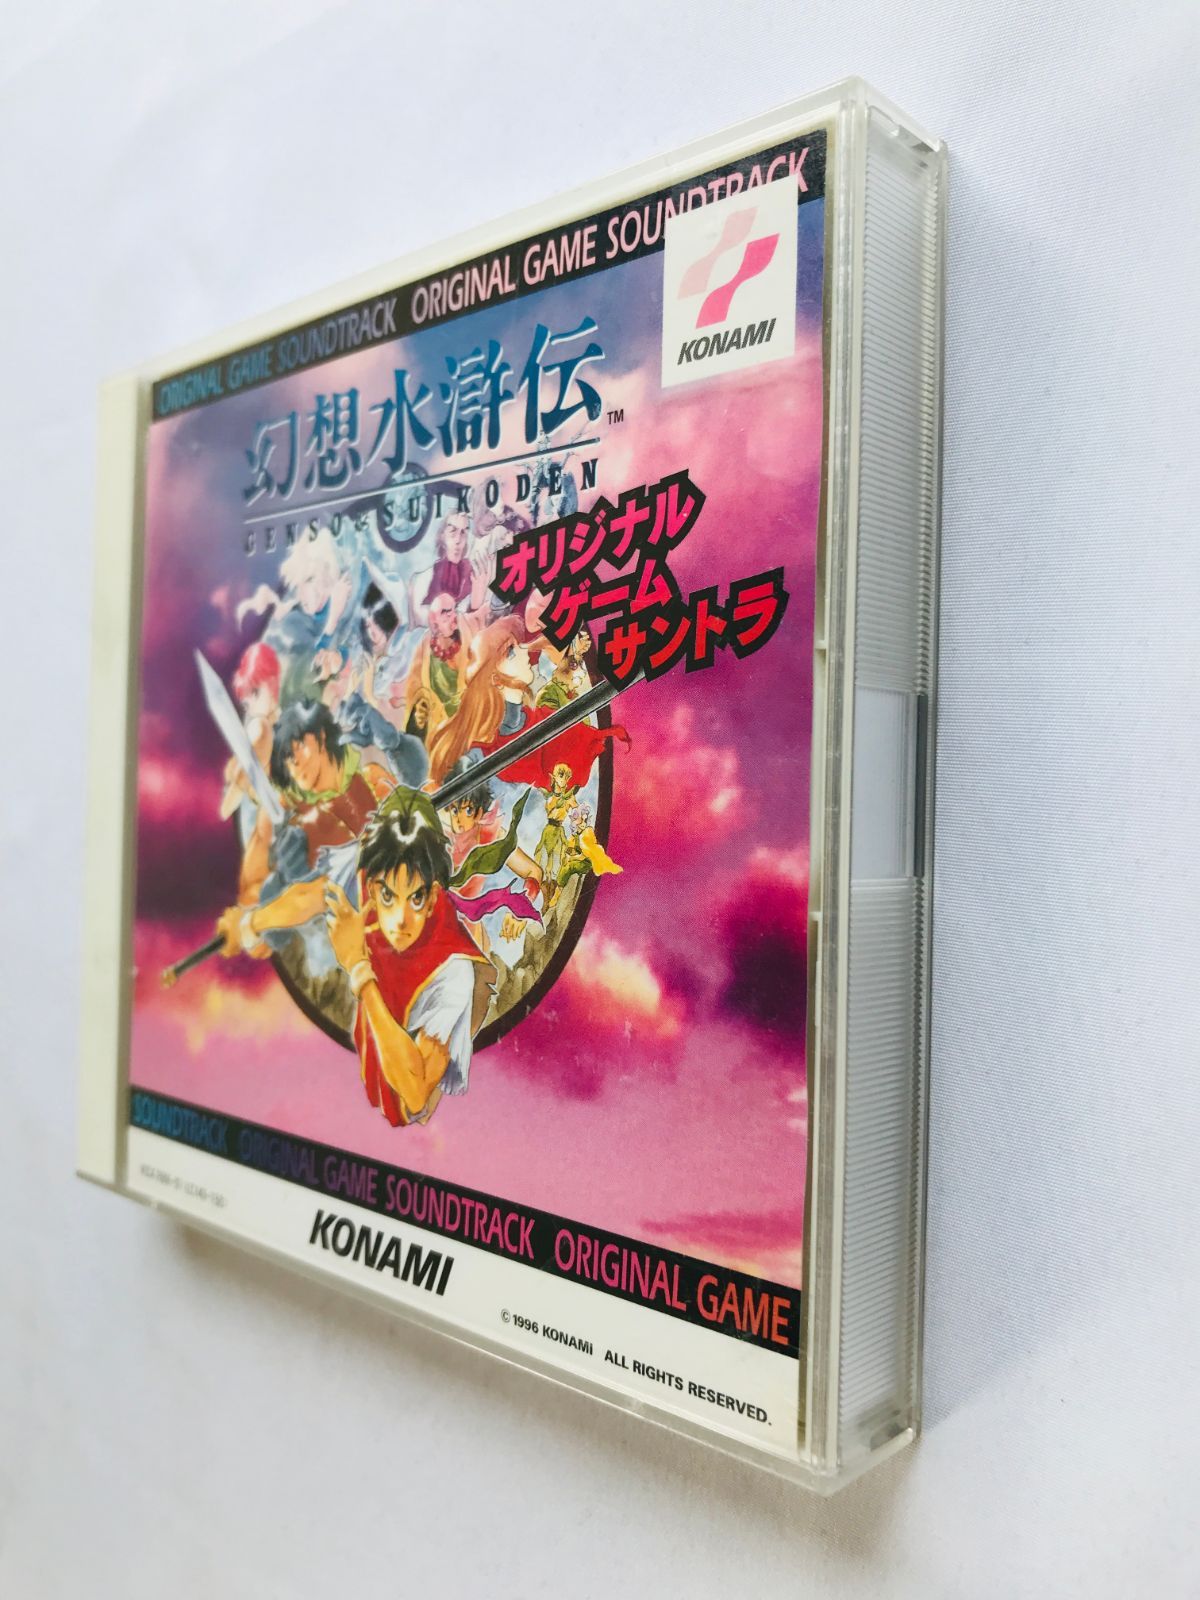 ORIGINAL GAME SOUNDTRACK ORIGINAL GAME SOUNDTRACK
KONAMI
幻想水滸伝
TM
GENSO SUIKODEN
オリジナル
ゲーム
サントラ
SOUNDTRACK ORIGINAL GAME SOUNDTRACK ORIGINAL GAME
KONAMI
©1996 KONAMI ALL RIGHTS RESERVED.